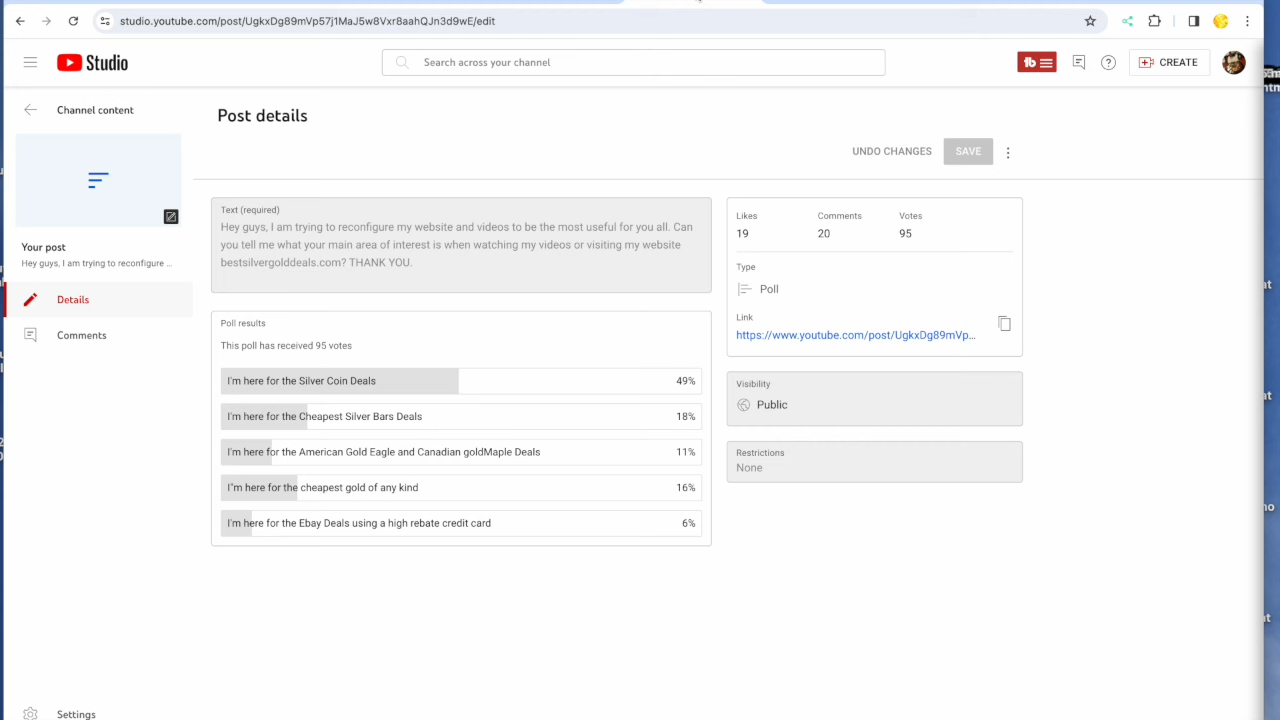 studio.youtube.com/post/UgkxDg89mVp57j1MaJ5w8Vxr8aahQJn3d9wE/edit
Studio
Search across your channel
CREATE
Channel content
Post details
UNDO CHANGES
SAVE
Your post
Hey guys, I am trying to reconfigure ...
Details
Comments
Settings
Text (required)
Hey guys, I am trying to reconfigure my website and videos to be the most useful for you all. Can
you tell me what your main area of interest is when watching my videos or visiting my website
bestsilvergolddeals.com? THANK YOU.
Poll results
This poll has received 95 votes
I'm here for the Silver Coin Deals 49%
I'm here for the Cheapest Silver Bars Deals 18%
I'm here for the American Gold Eagle and Canadian goldMaple Deals 11%
I"m here for the cheapest gold of any kind 16%
I'm here for the Ebay Deals using a high rebate credit card 6%
Likes Comments Votes
19 20 95
Type
Poll
Link
https://www.youtube.com/post/UgkxDg89mVp...
Visibility
Public
Restrictions
None